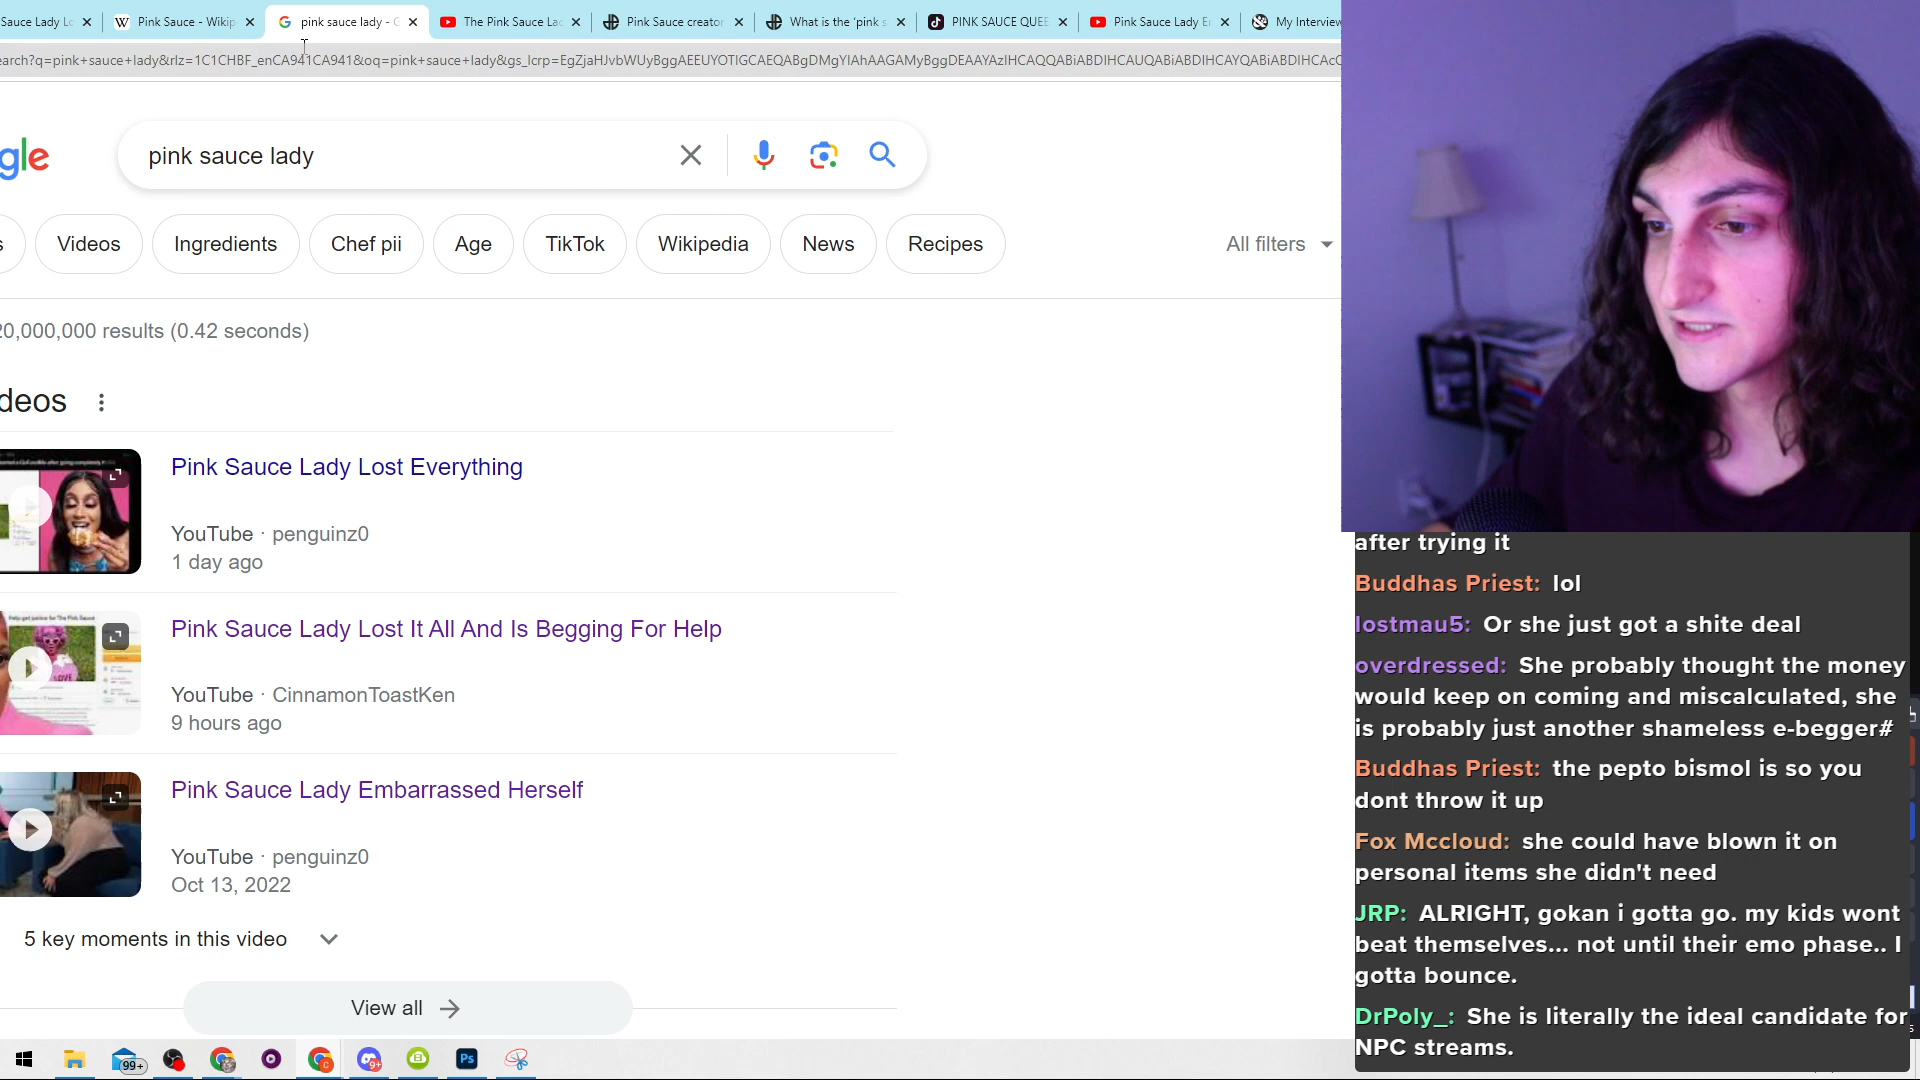 Sauce Lady Lo
Pink Sauce - Wikip
pink sauce lady - G
The Pink Sauce Lad
Pink Sauce creator
What is the 'pink s
PINK SAUCE QUEE
Pink Sauce Lady E
My Interview
earch?q=pink+sauce+lady&rlz=1C1CHBF_enCA941CA941&oq=pink+sauce+lady&gs_lcrp=EgZjaHJvbWUyBggAEEUYOTIGCAEQABgDMgYIAhAAGAMyBggDEAAYAzIHCAQQABiABDIHCAUQABiABDIHCAYQABiABDIHCAcQ
gle
pink sauce lady
s
Videos
Ingredients
Chef pii
Age
TikTok
Wikipedia
News
Recipes
All filters
20,000,000 results (0.42 seconds)
deos
Pink Sauce Lady Lost Everything
YouTube · penguinz0
1 day ago
Pink Sauce Lady Lost It All And Is Begging For Help
YouTube · CinnamonToastKen
9 hours ago
Pink Sauce Lady Embarrassed Herself
YouTube · penguinz0
Oct 13, 2022
5 key moments in this video
View all
99+
9+
Ps
after trying it
Buddhas Priest: lol
lostmau5: Or she just got a shite deal
overdressed: She probably thought the money
would keep on coming and miscalculated, she
is probably just another shameless e-begger#
Buddhas Priest: the pepto bismol is so you
dont throw it up
Fox Mccloud: she could have blown it on
personal items she didn't need
JRP: ALRIGHT, gokan i gotta go. my kids wont
beat themselves... not until their emo phase.. I
gotta bounce.
DrPoly_: She is literally the ideal candidate for
NPC streams.